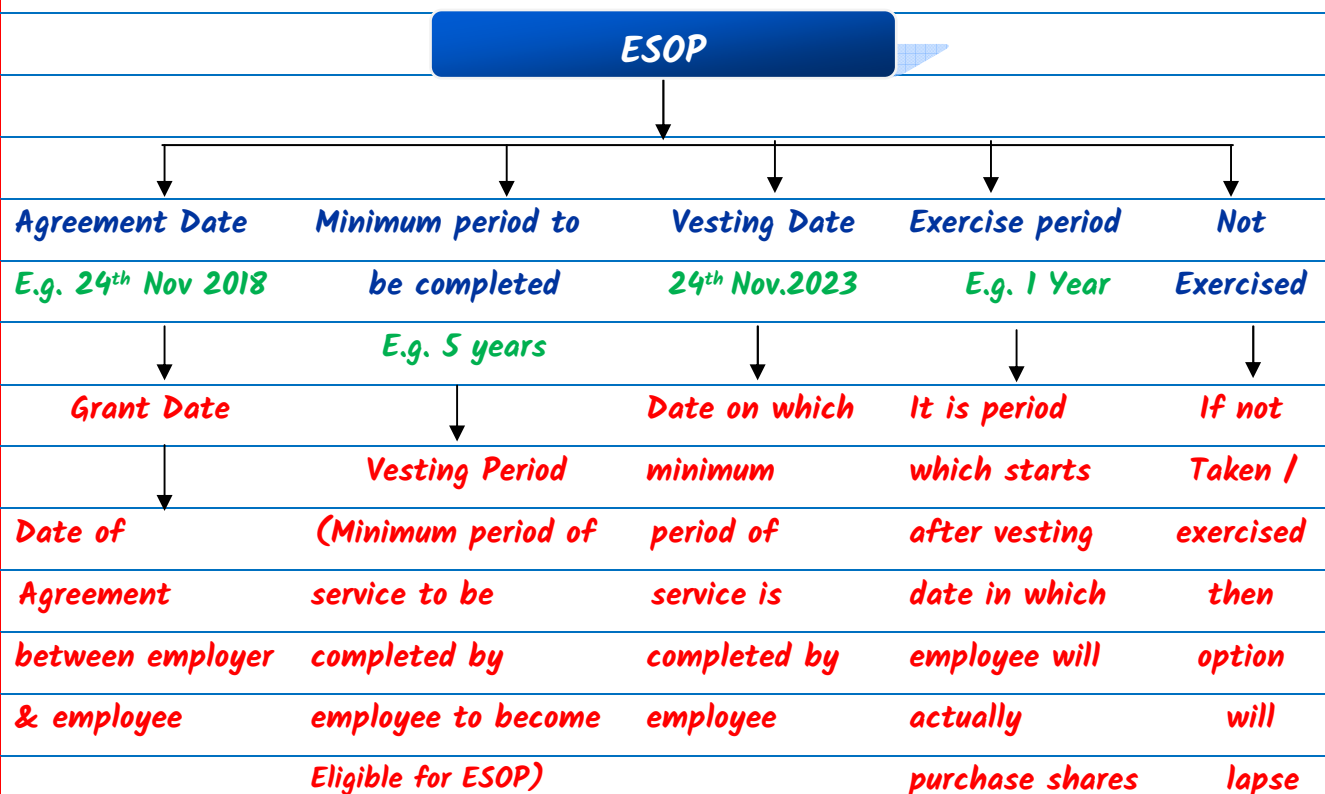 ESOP
Agreement Date
E.g. 24th Nov 2018
Grant Date
Date of
Agreement
between employer
& employee
Minimum period to
be completed
E.g. 5 years
Vesting Period
(Minimum period of
service to be
completed by
employee to become
Eligible for ESOP)
Vesting Date
24th Nov.2023
Date on which
minimum
period of
service is
completed by
employee
Exercise period
E.g. 1 Year
It is period
which starts
after vesting
date in which
employee will
actually
purchase shares
Not
Exercised
If not
Taken /
exercised
then
option
will
lapse